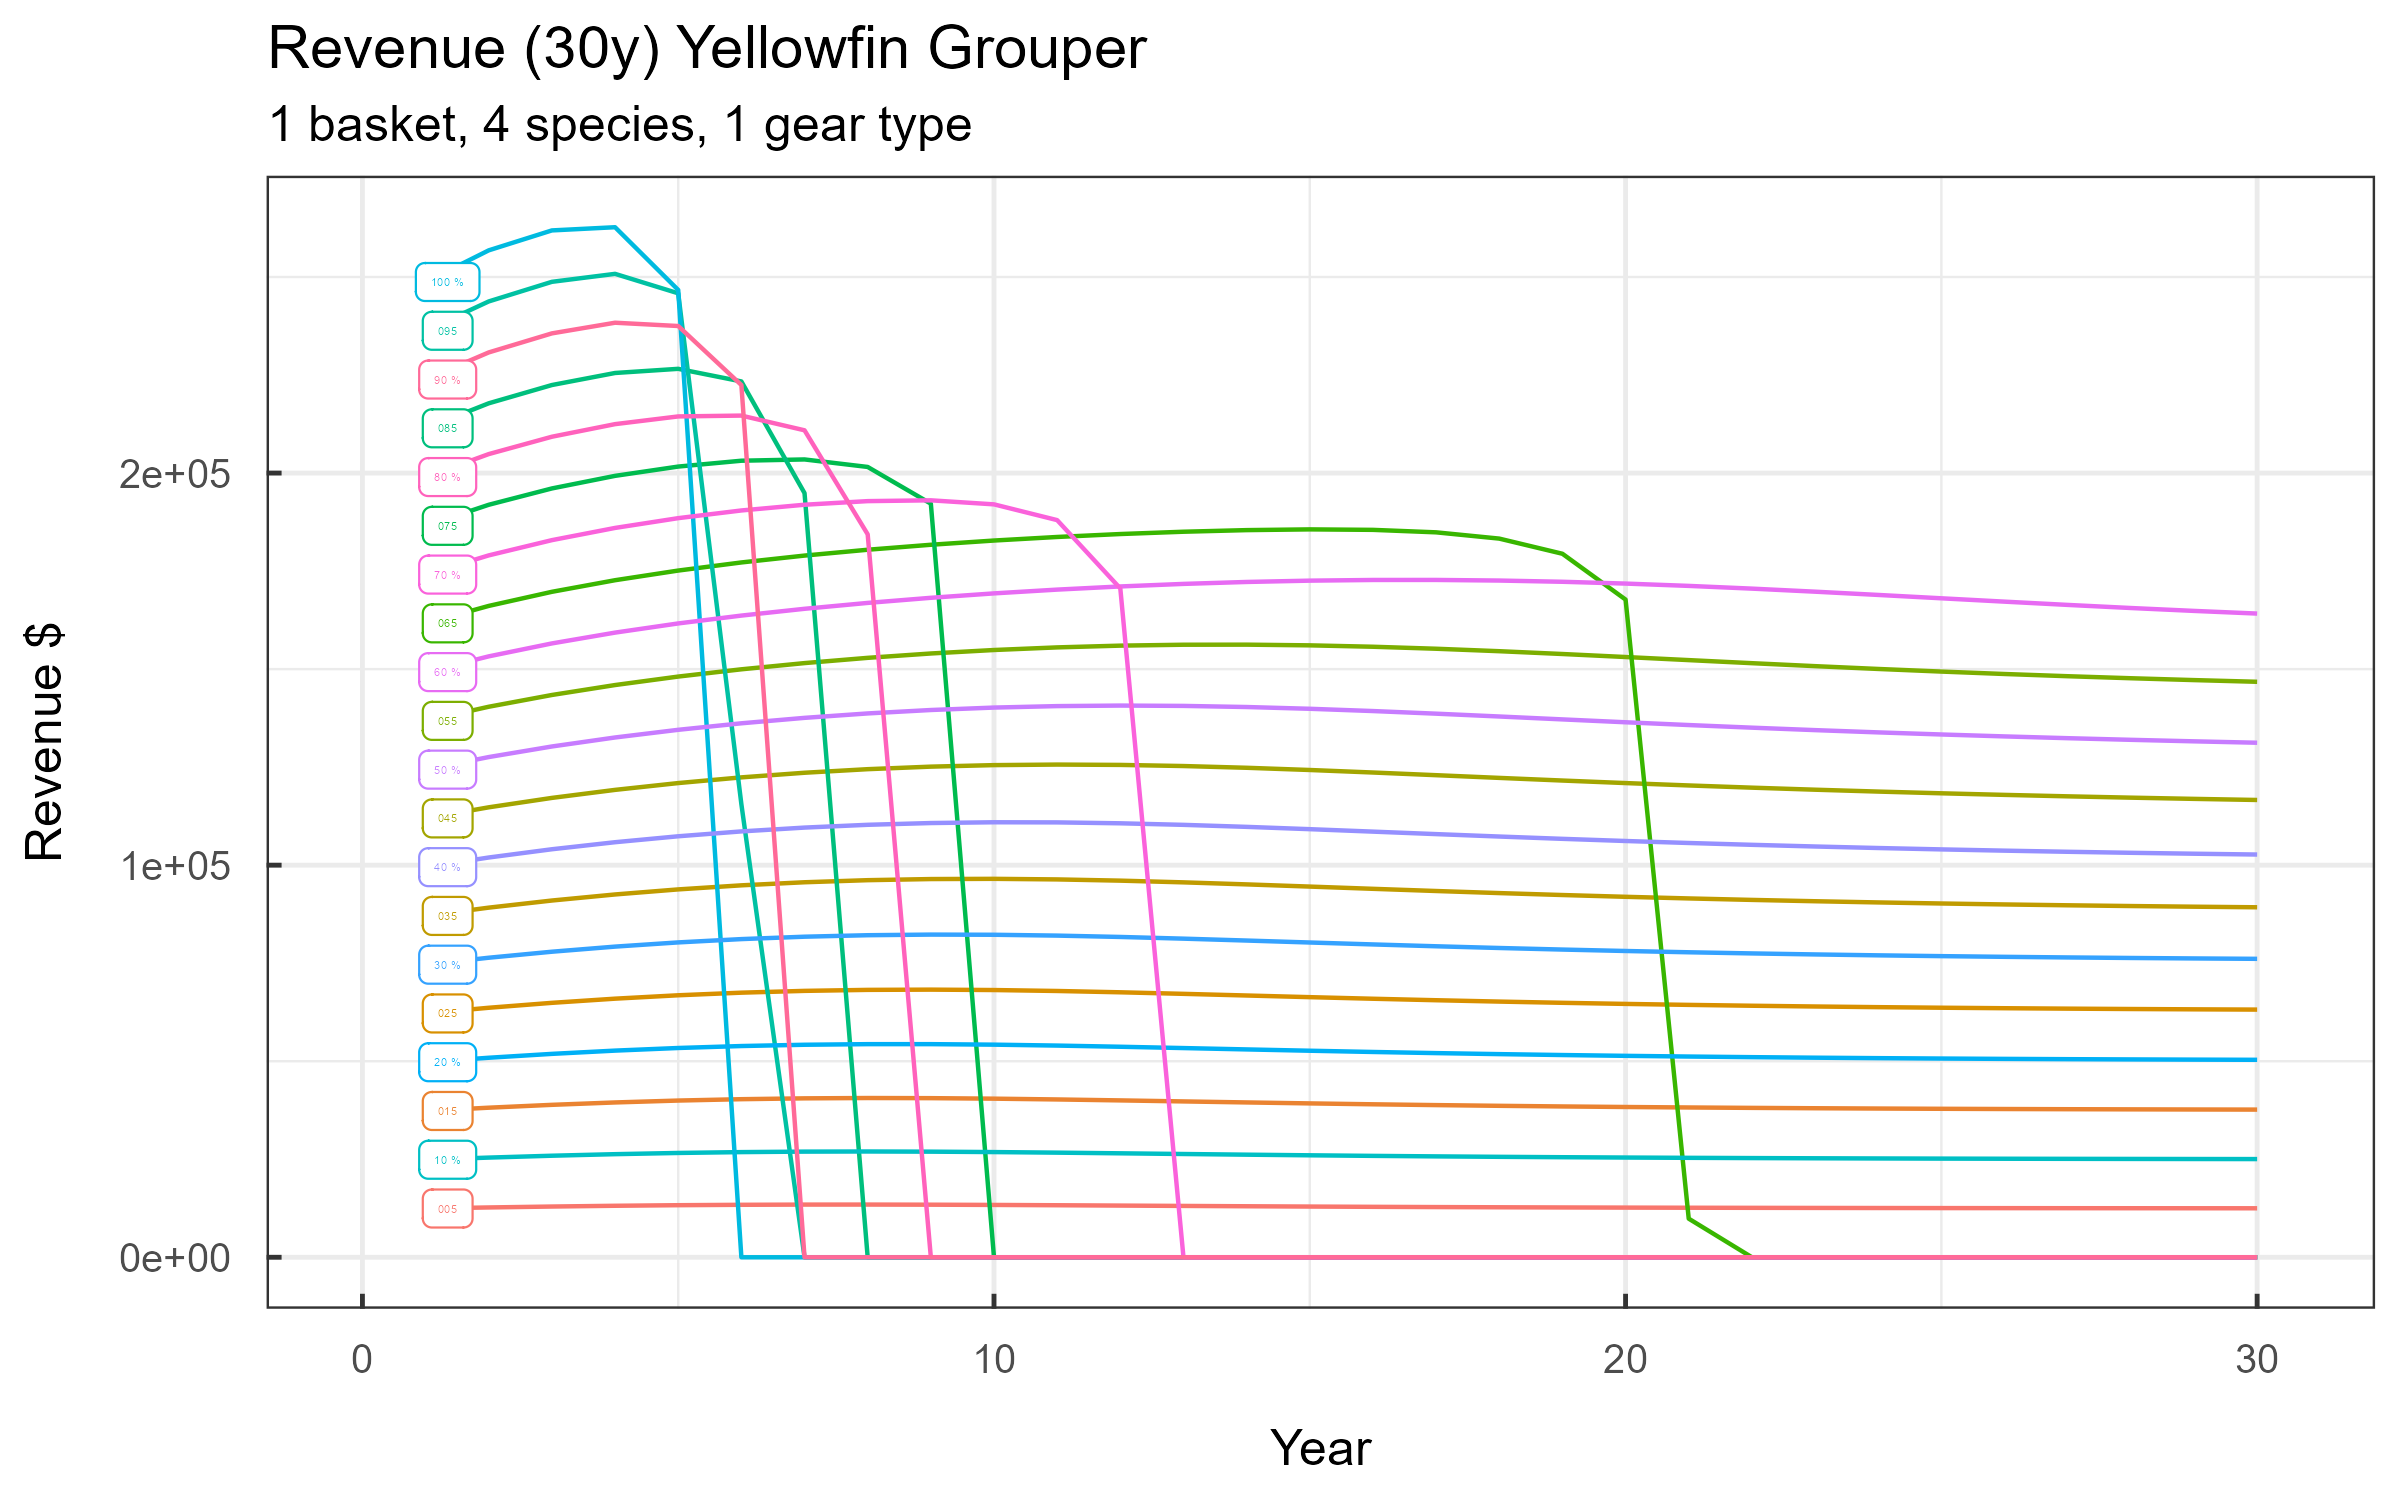 Revenue (30y) Yellowfin Grouper
1 basket, 4 species, 1 gear type
100 %
095
90 %
085
80 %
2e+05
075
70 %
065
60 %
055
50 %
045
40 %
1e+05
035
30 %
025
20 %
015
10 %
005
0e+00
Revenue $
0 10 20 30
Year